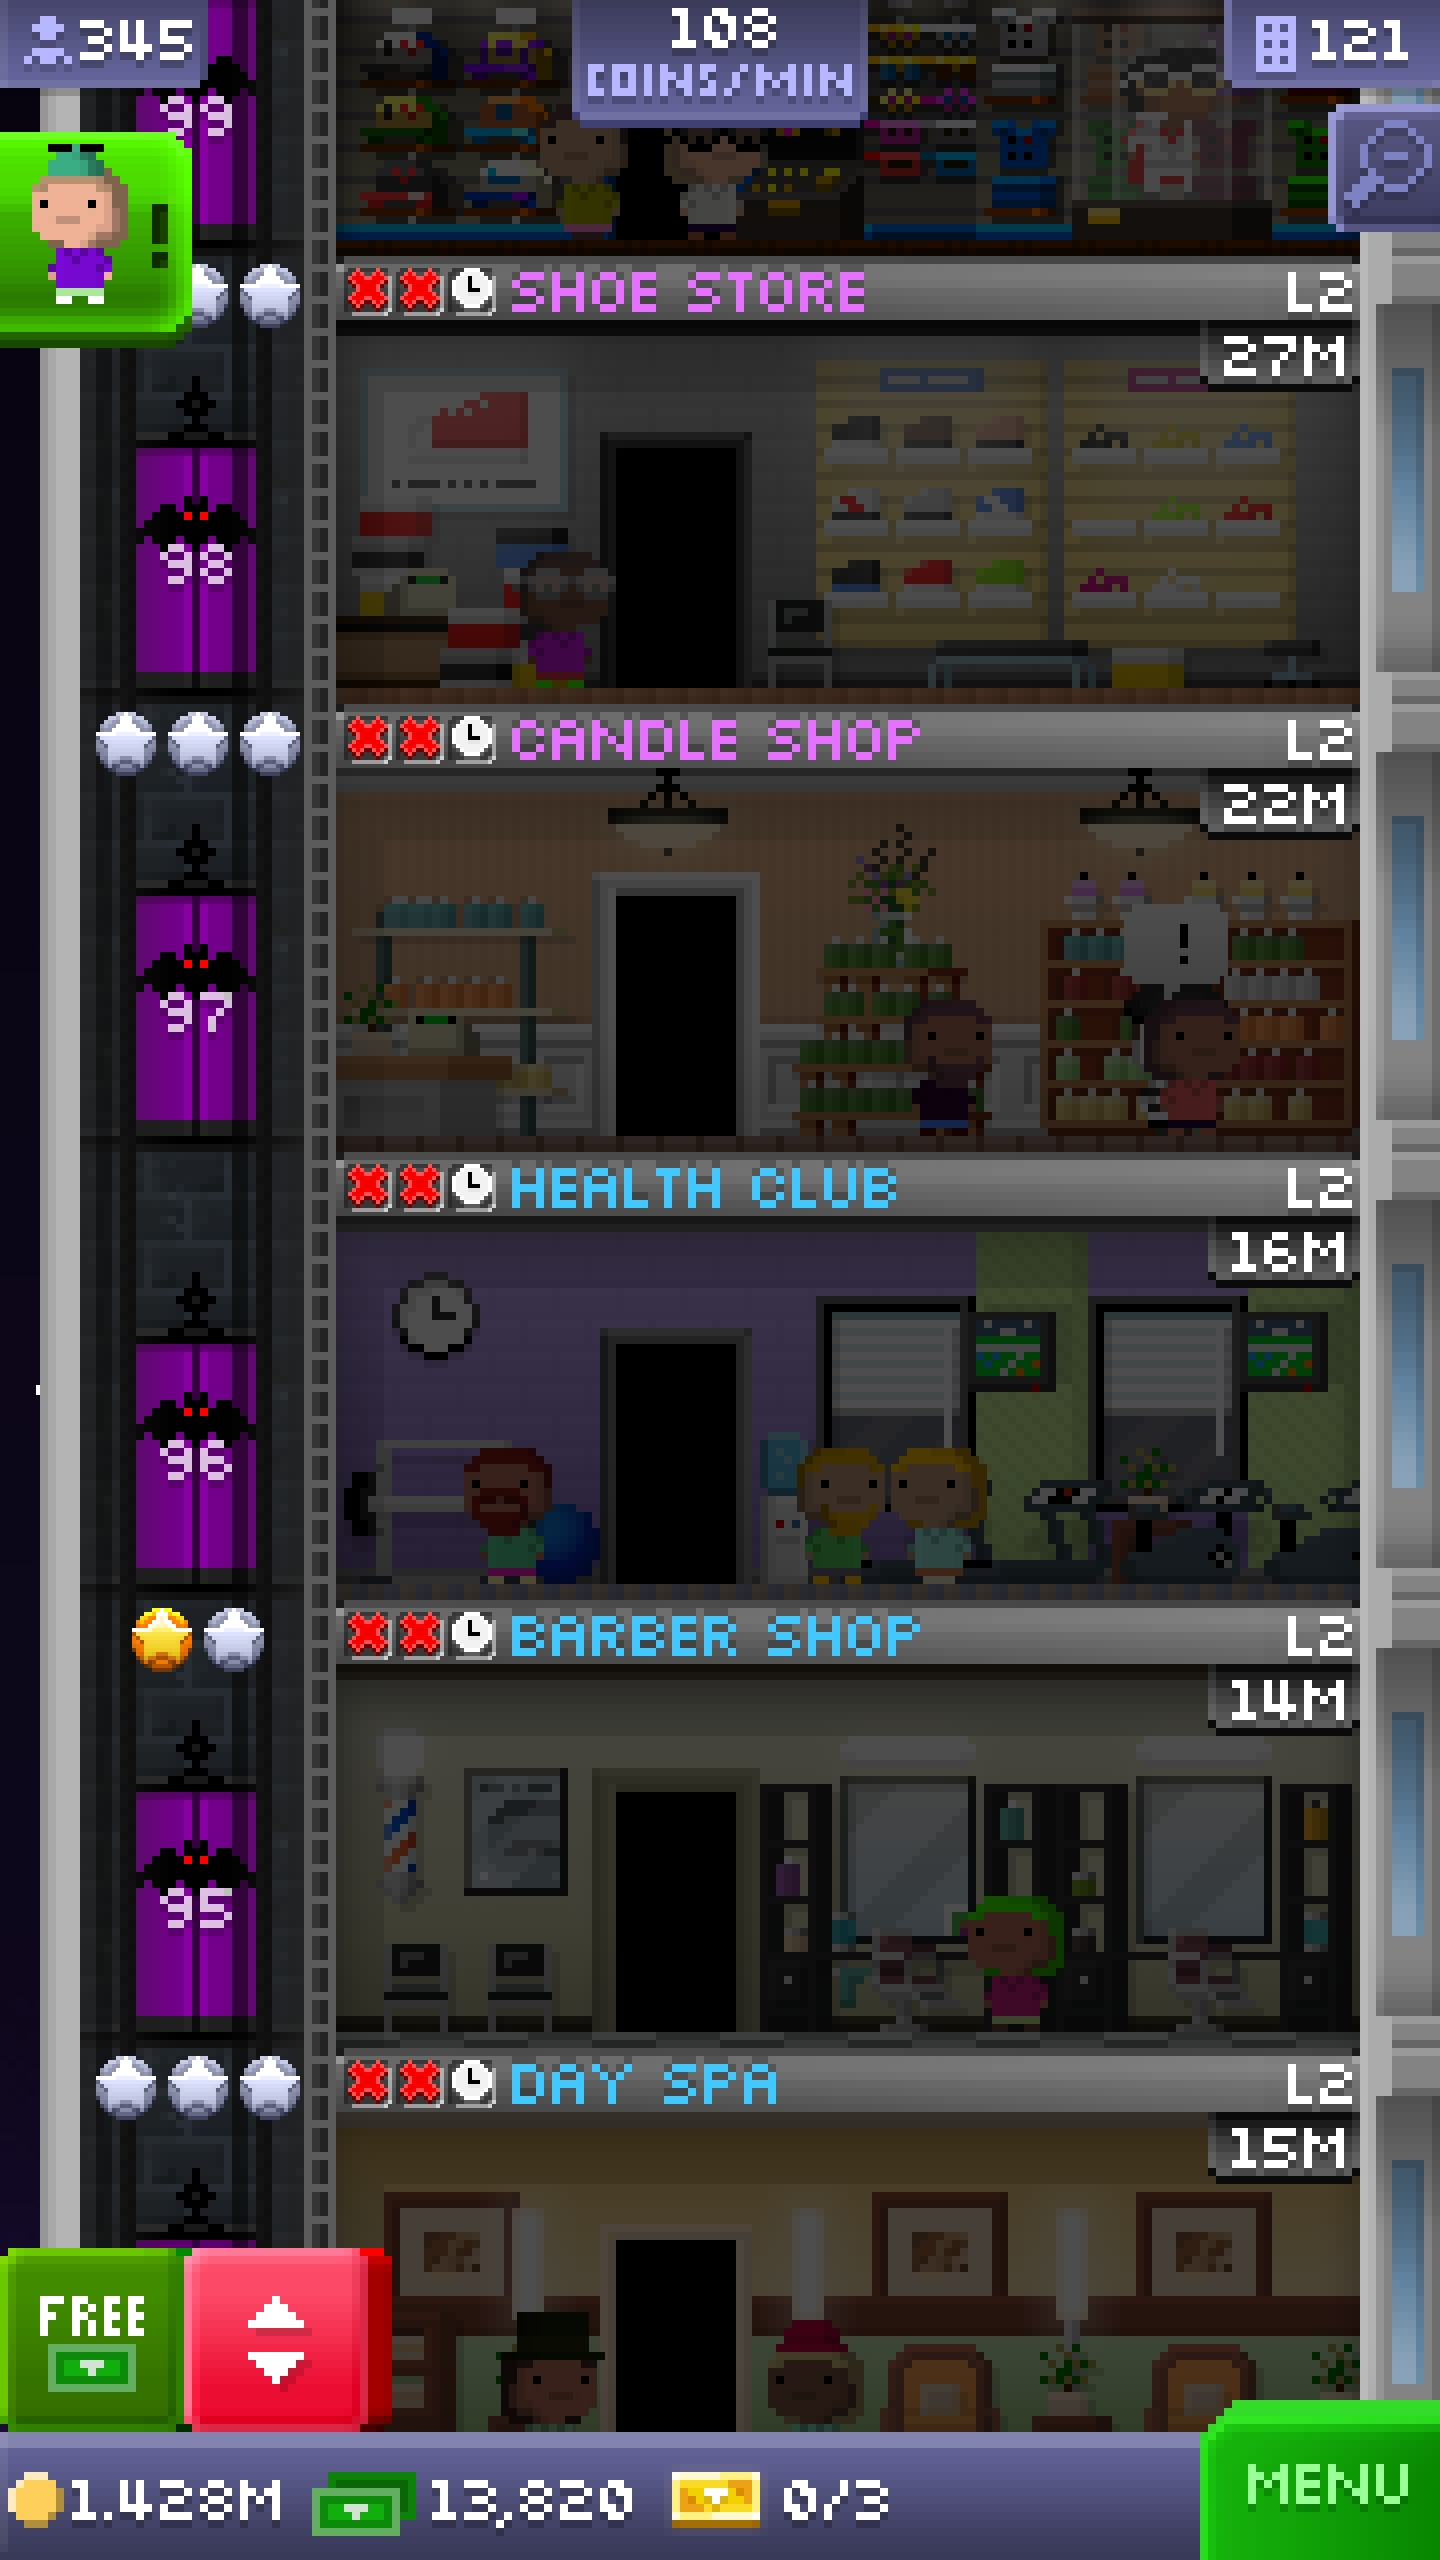 345
108
COINS/MIN
121
99
!
SHOE STORE L2
27M
98
CANDLE SHOP L2
22M
!
97
HEALTH CLUB L2
16M
96
BARBER SHOP L2
14M
95
DAY SPA L2
15M
FREE
1.428M 13,820 0/3
MENU